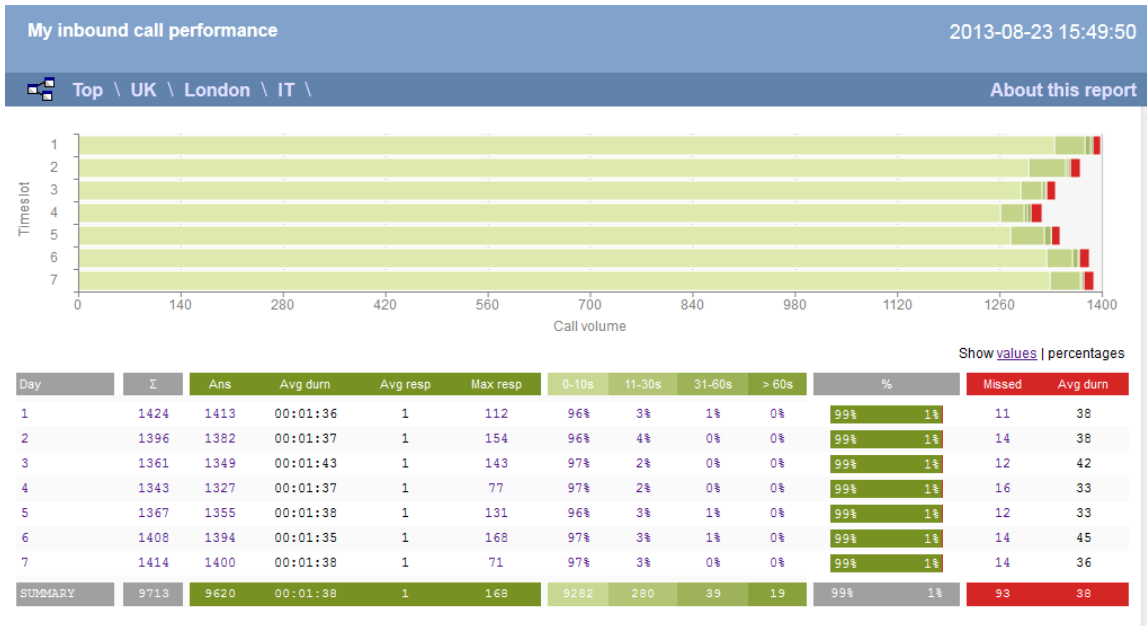 My inbound call performance 2013-08-23 15:49:50
Top \ UK \ London \ IT \ About this report
Timeslot
1
2
3
4
5
6
7
0 140 280 420 560 700 840 980 1120 1260 1400
Call volume
Show values | percentages
Day Σ Ans Avg durn Avg resp Max resp 0-10s 11-30s 31-60s > 60s % Missed Avg durn
1 1424 1413 00:01:36 1 112 96% 3% 1% 0% 99% 1% 11 38
2 1396 1382 00:01:37 1 154 96% 4% 0% 0% 99% 1% 14 38
3 1361 1349 00:01:43 1 143 97% 2% 0% 0% 99% 1% 12 42
4 1343 1327 00:01:37 1 77 97% 2% 0% 0% 99% 1% 16 33
5 1367 1355 00:01:38 1 131 96% 3% 1% 0% 99% 1% 12 33
6 1408 1394 00:01:35 1 168 97% 3% 1% 0% 99% 1% 14 45
7 1414 1400 00:01:38 1 71 97% 3% 0% 0% 99% 1% 14 36
SUMMARY 9713 9620 00:01:38 1 168 9282 280 39 19 99% 1% 93 38